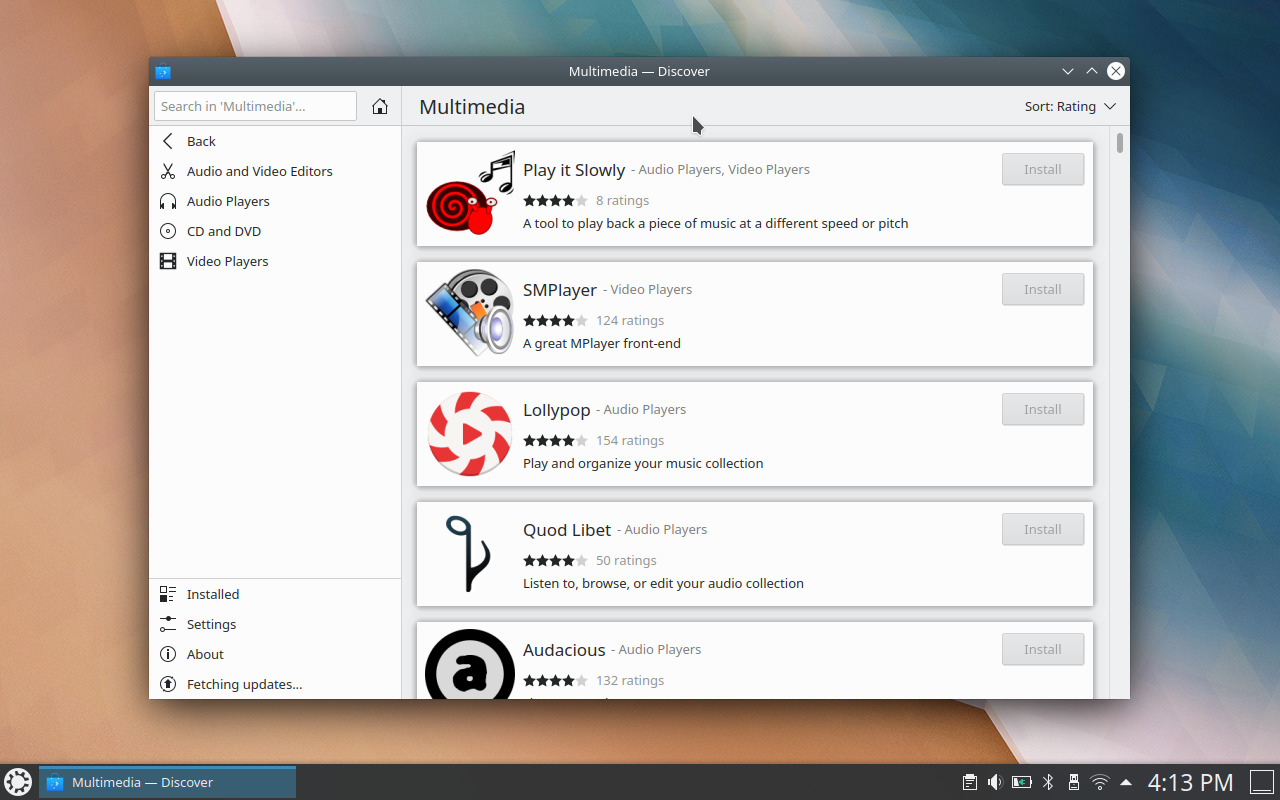 Multimedia — Discover
Search in 'Multimedia'...
Multimedia
Sort: Rating
Back
Audio and Video Editors
Audio Players
CD and DVD
Video Players
Installed
Settings
About
Fetching updates...
Play it Slowly - Audio Players, Video Players
Install
8 ratings
A tool to play back a piece of music at a different speed or pitch
SMPlayer - Video Players
Install
124 ratings
A great MPlayer front-end
Lollypop - Audio Players
Install
154 ratings
Play and organize your music collection
Quod Libet - Audio Players
Install
50 ratings
Listen to, browse, or edit your audio collection
a
Audacious - Audio Players
Install
132 ratings
Multimedia — Discover
4:13 PM